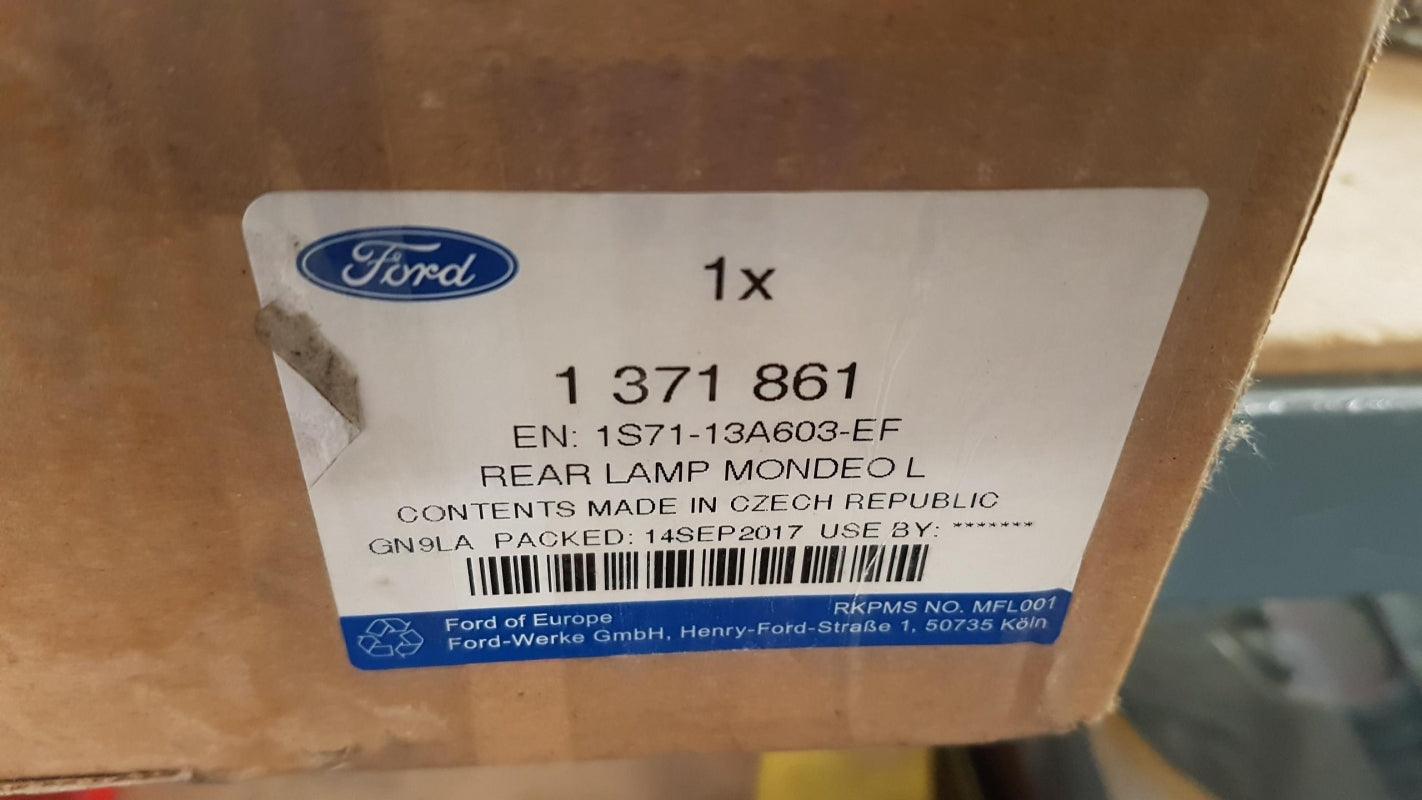 Ford
1x
1 371 861
EN: 1S71-13A603-EF
REAR LAMP MONDEO L
CONTENTS MADE IN CZECH REPUBLIC
GN9LA PACKED: 14SEP2017 USE BY: *******
Ford of Europe RKPMS NO. MFL001
Ford-Werke GmbH, Henry-Ford-Straße 1, 50735 Köln